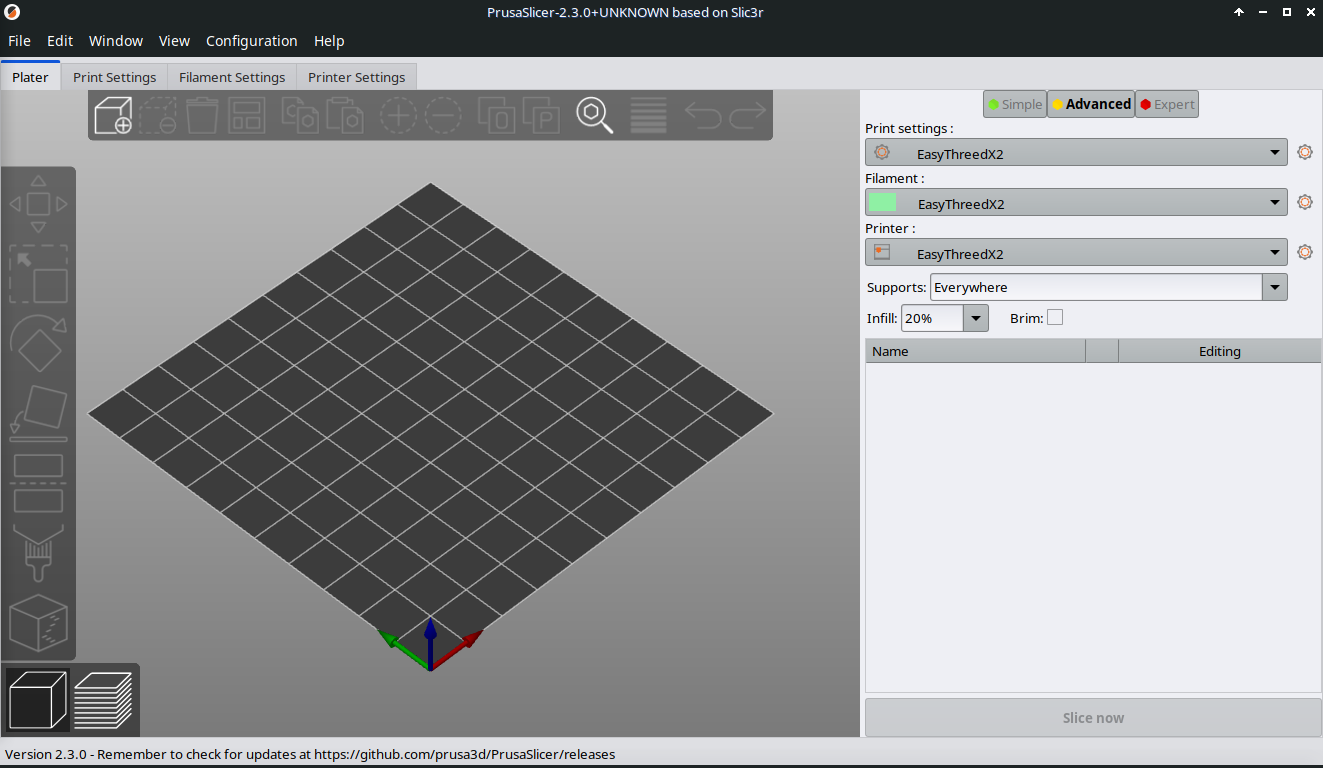 PrusaSlicer-2.3.0+UNKNOWN based on Slic3r
File Edit Window View Configuration Help
Plater Print Settings Filament Settings Printer Settings
C O O P
Simple Advanced Expert
Print settings :
EasyThreedX2
Filament :
EasyThreedX2
Printer :
EasyThreedX2
Supports: Everywhere
Infill: 20% Brim:
Name Editing
Slice now
Version 2.3.0 - Remember to check for updates at https://github.com/prusa3d/PrusaSlicer/releases